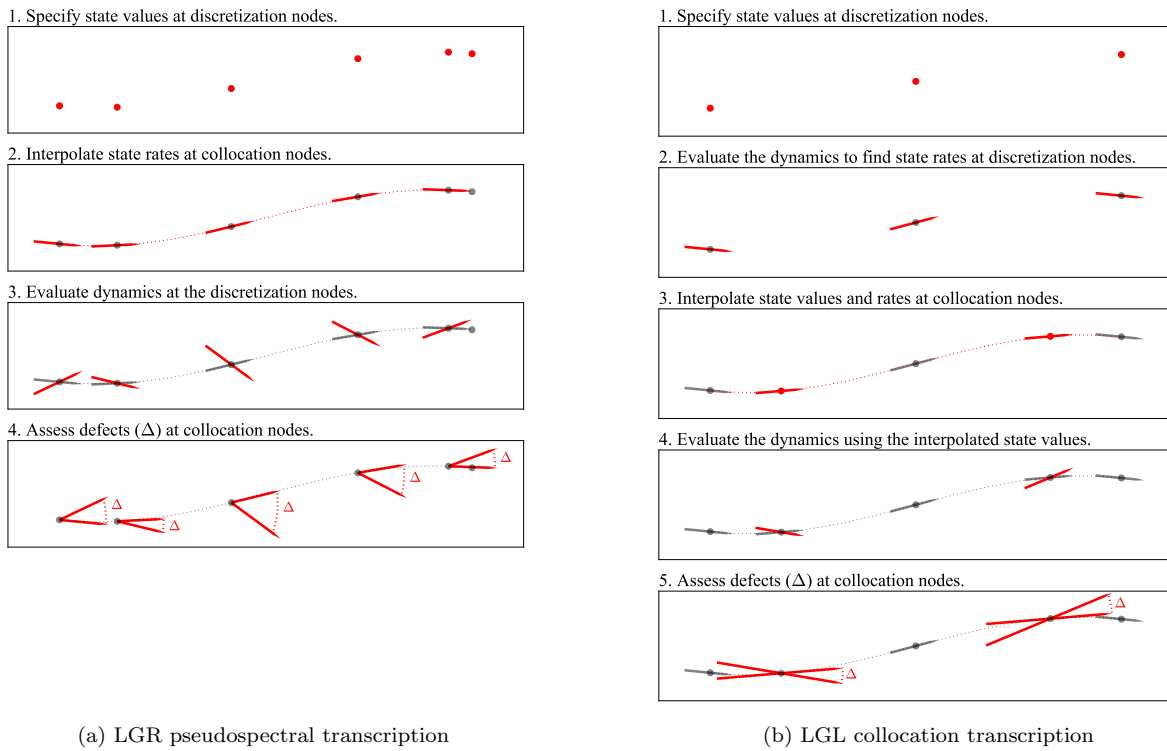 1. Specify state values at discretization nodes.
2. Interpolate state rates at collocation nodes.
3. Evaluate dynamics at the discretization nodes.
4. Assess defects (Δ) at collocation nodes.
Δ
Δ
Δ
Δ
Δ
(a) LGR pseudospectral transcription
1. Specify state values at discretization nodes.
2. Evaluate the dynamics to find state rates at discretization nodes.
3. Interpolate state values and rates at collocation nodes.
4. Evaluate the dynamics using the interpolated state values.
5. Assess defects (Δ) at collocation nodes.
Δ
Δ
(b) LGL collocation transcription